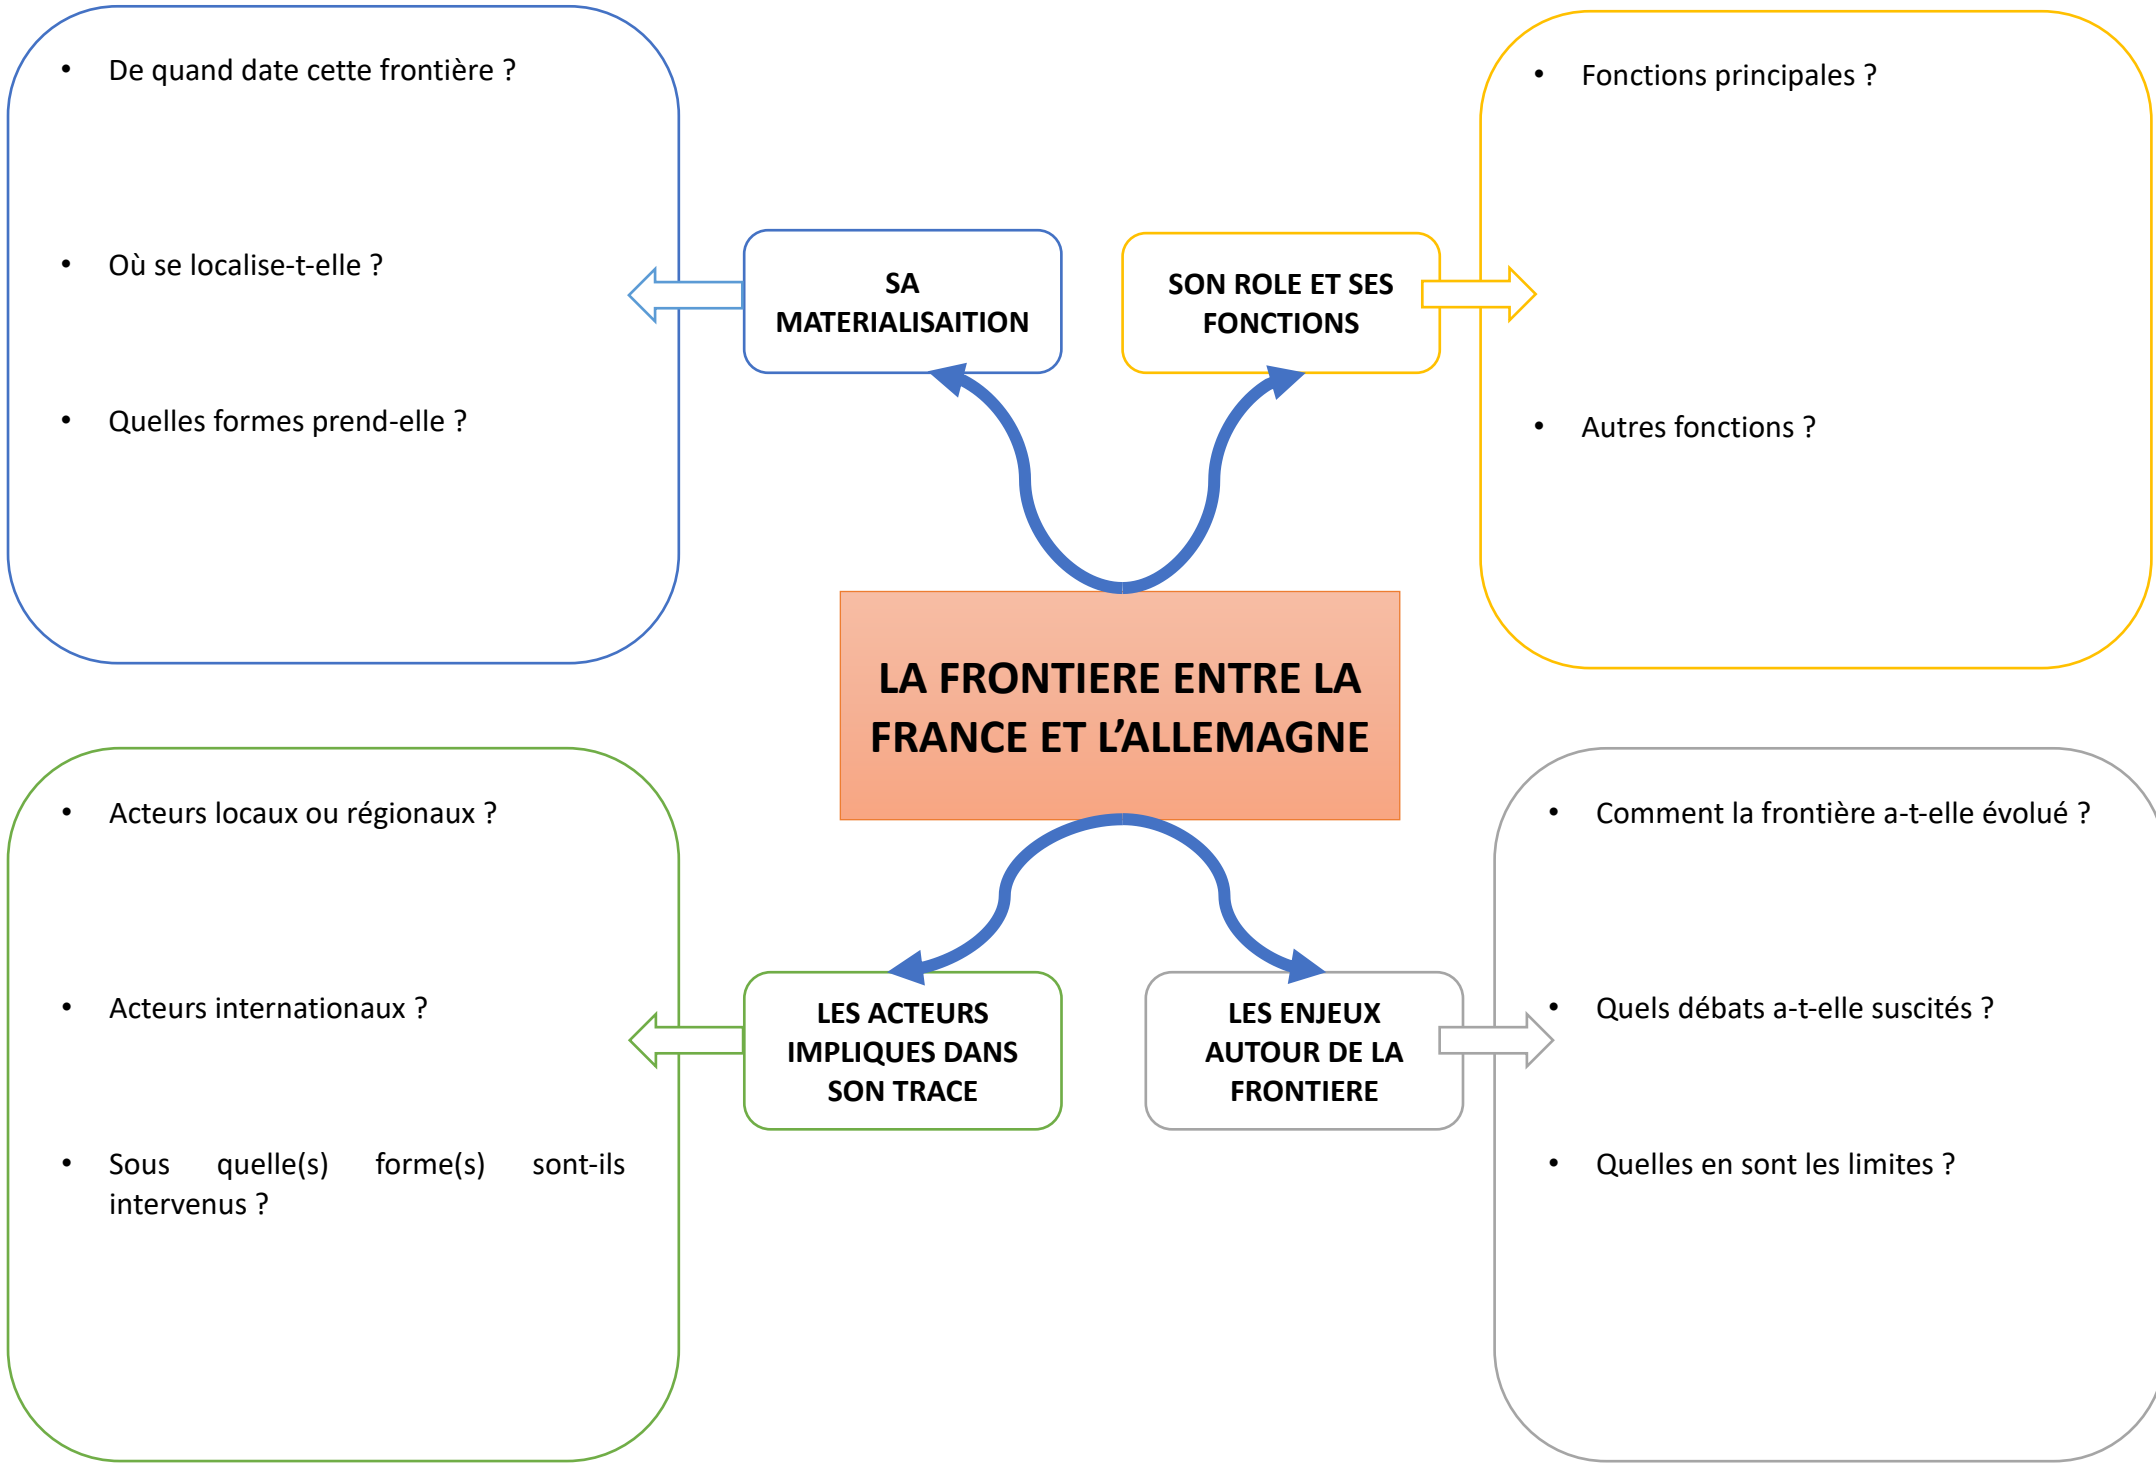 • De quand date cette frontière ?
• Où se localise-t-elle ?
• Quelles formes prend-elle ?
SA
MATERIALISAITION
SON ROLE ET SES
FONCTIONS
• Fonctions principales ?
• Autres fonctions ?
LA FRONTIERE ENTRE LA
FRANCE ET L’ALLEMAGNE
• Acteurs locaux ou régionaux ?
• Acteurs internationaux ?
• Sous quelle(s) forme(s) sont-ils
intervenus ?
LES ACTEURS
IMPLIQUES DANS
SON TRACE
LES ENJEUX
AUTOUR DE LA
FRONTIERE
• Comment la frontière a-t-elle évolué ?
• Quels débats a-t-elle suscités ?
• Quelles en sont les limites ?